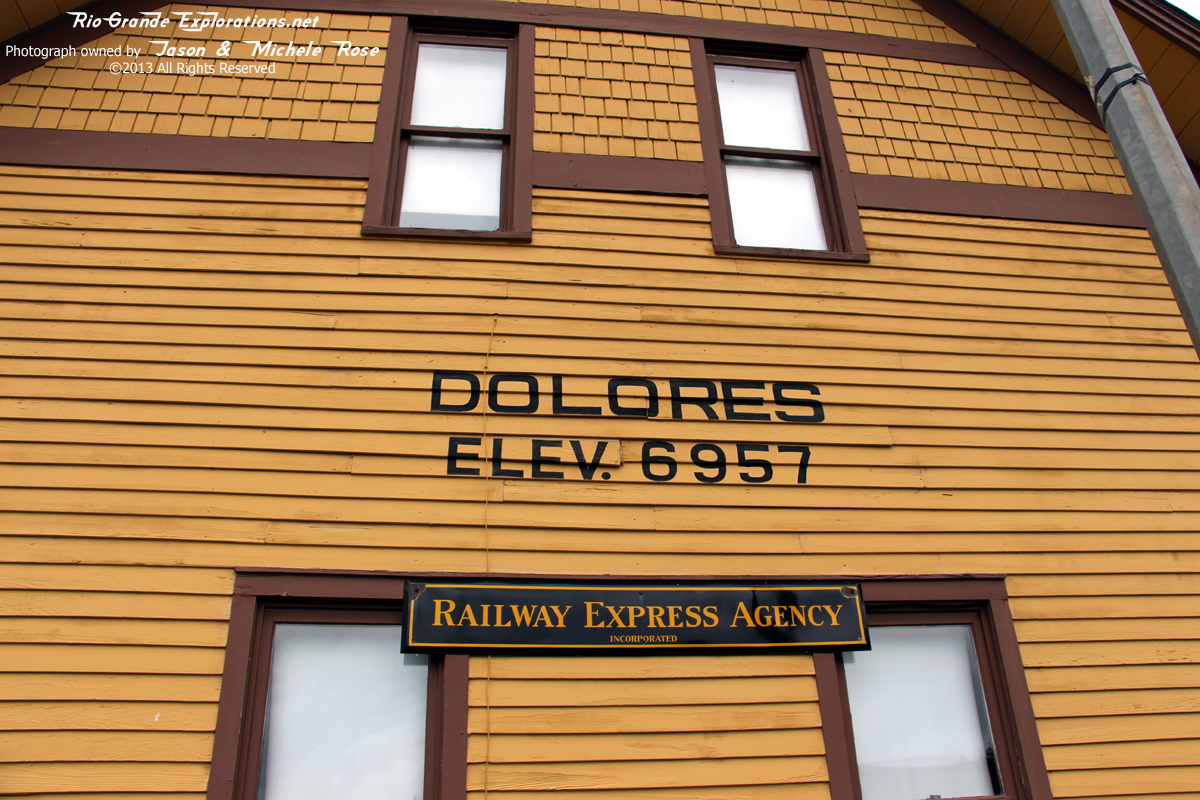 Rio Grande Explorations.net
Photograph owned by Jason & Michele Rose
©2013 All Rights Reserved
DOLORES
ELEV. 6957
RAILWAY EXPRESS AGENCY
INCORPORATED